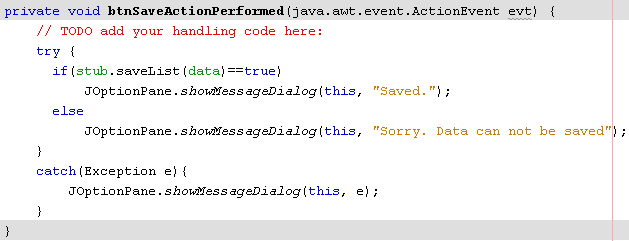 private void btnSaveActionPerformed(java.awt.event.ActionEvent evt) {
// TODO add your handling code here:
try {
if(stub.saveList(data)==true)
JOptionPane.showMessageDialog(this, "Saved.");
else
JOptionPane.showMessageDialog(this, "Sorry. Data can not be saved");
}
catch(Exception e){
JOptionPane.showMessageDialog(this, e);
}
}